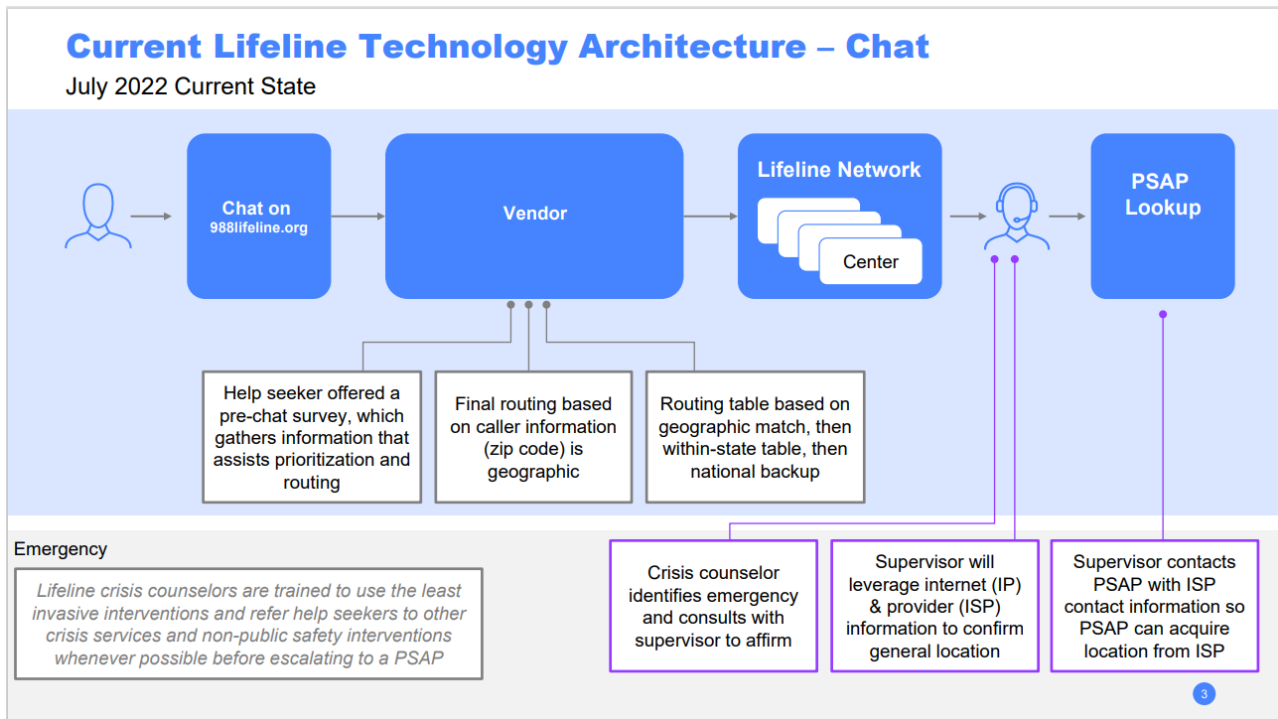 Current Lifeline Technology Architecture – Chat
July 2022 Current State
Chat on
988lifeline.org
Vendor
Lifeline Network
Center
PSAP
Lookup
Help seeker offered a
pre-chat survey, which
gathers information that
assists prioritization and
routing
Final routing based
on caller information
(zip code) is
geographic
Routing table based on
geographic match, then
within-state table, then
national backup
Emergency
Lifeline crisis counselors are trained to use the least
invasive interventions and refer help seekers to other
crisis services and non-public safety interventions
whenever possible before escalating to a PSAP
Crisis counselor
identifies emergency
and consults with
supervisor to affirm
Supervisor will
leverage internet (IP)
& provider (ISP)
information to confirm
general location
Supervisor contacts
PSAP with ISP
contact information so
PSAP can acquire
location from ISP
3